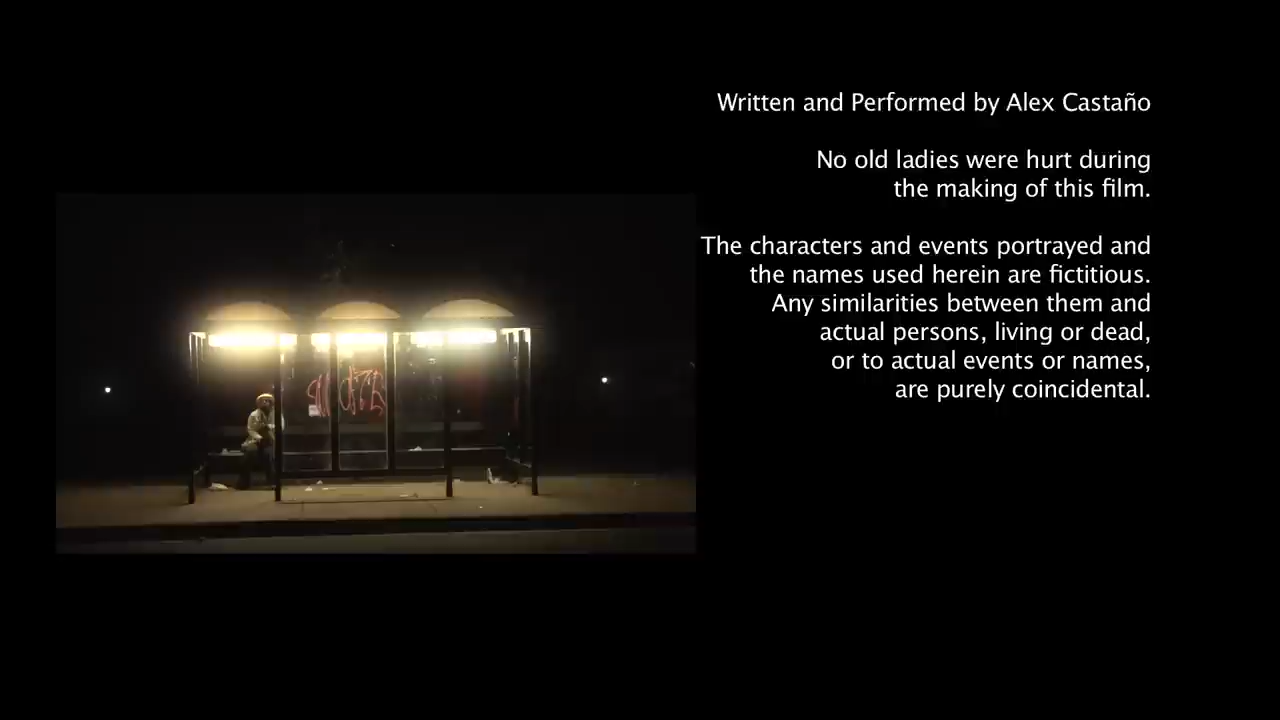 Written and Performed by Alex Castaño
No old ladies were hurt during
the making of this film.
The characters and events portrayed and
the names used herein are fictitious.
Any similarities between them and
actual persons, living or dead,
or to actual events or names,
are purely coincidental.